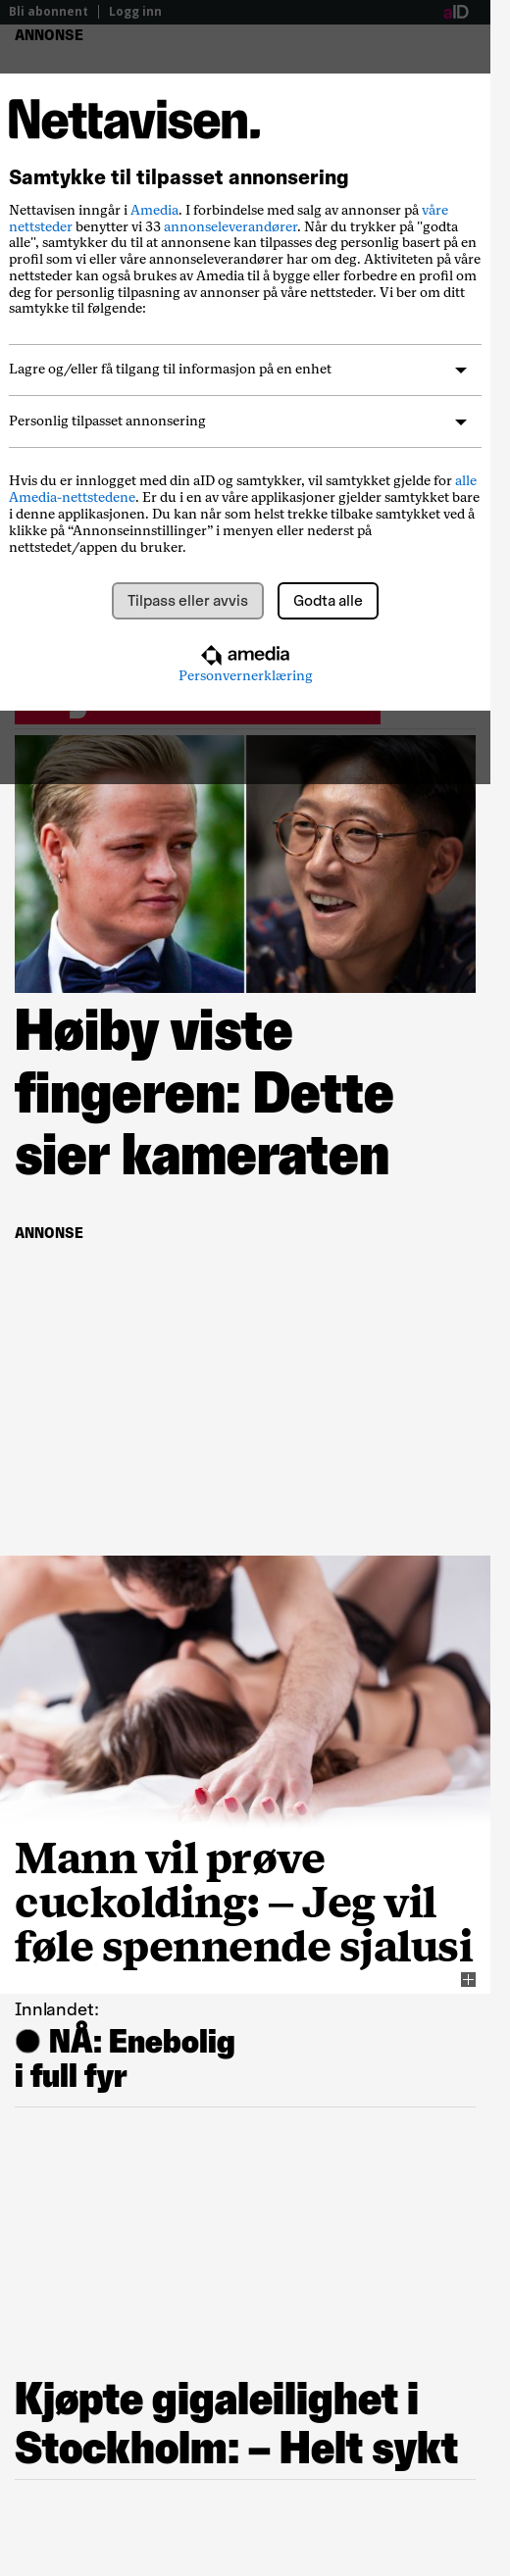 Bli abonnent | Logg inn
aID
ANNONSE
Nettavisen.
Samtykke til tilpasset annonsering
Nettavisen inngår i Amedia. I forbindelse med salg av annonser på våre
nettsteder benytter vi 33 annonseleverandører. Når du trykker på "godta
alle", samtykker du til at annonsene kan tilpasses deg personlig basert på en
profil som vi eller våre annonseleverandører har om deg. Aktiviteten på våre
nettsteder kan også brukes av Amedia til å bygge eller forbedre en profil om
deg for personlig tilpasning av annonser på våre nettsteder. Vi ber om ditt
samtykke til følgende:
Lagre og/eller få tilgang til informasjon på en enhet
Personlig tilpasset annonsering
Hvis du er innlogget med din aID og samtykker, vil samtykket gjelde for alle
Amedia-nettstedene. Er du i en av våre applikasjoner gjelder samtykket bare
i denne applikasjonen. Du kan når som helst trekke tilbake samtykket ved å
klikke på “Annonseinnstillinger” i menyen eller nederst på
nettstedet/appen du bruker.
Tilpass eller avvis
Godta alle
amedia
Personvernerklæring
Høiby viste
fingeren: Dette
sier kameraten
ANNONSE
Mann vil prøve
cuckolding: – Jeg vil
føle spennende sjalusi
Innlandet:
● NÅ: Enebolig
i full fyr
Kjøpte gigaleilighet i
Stockholm: – Helt sykt